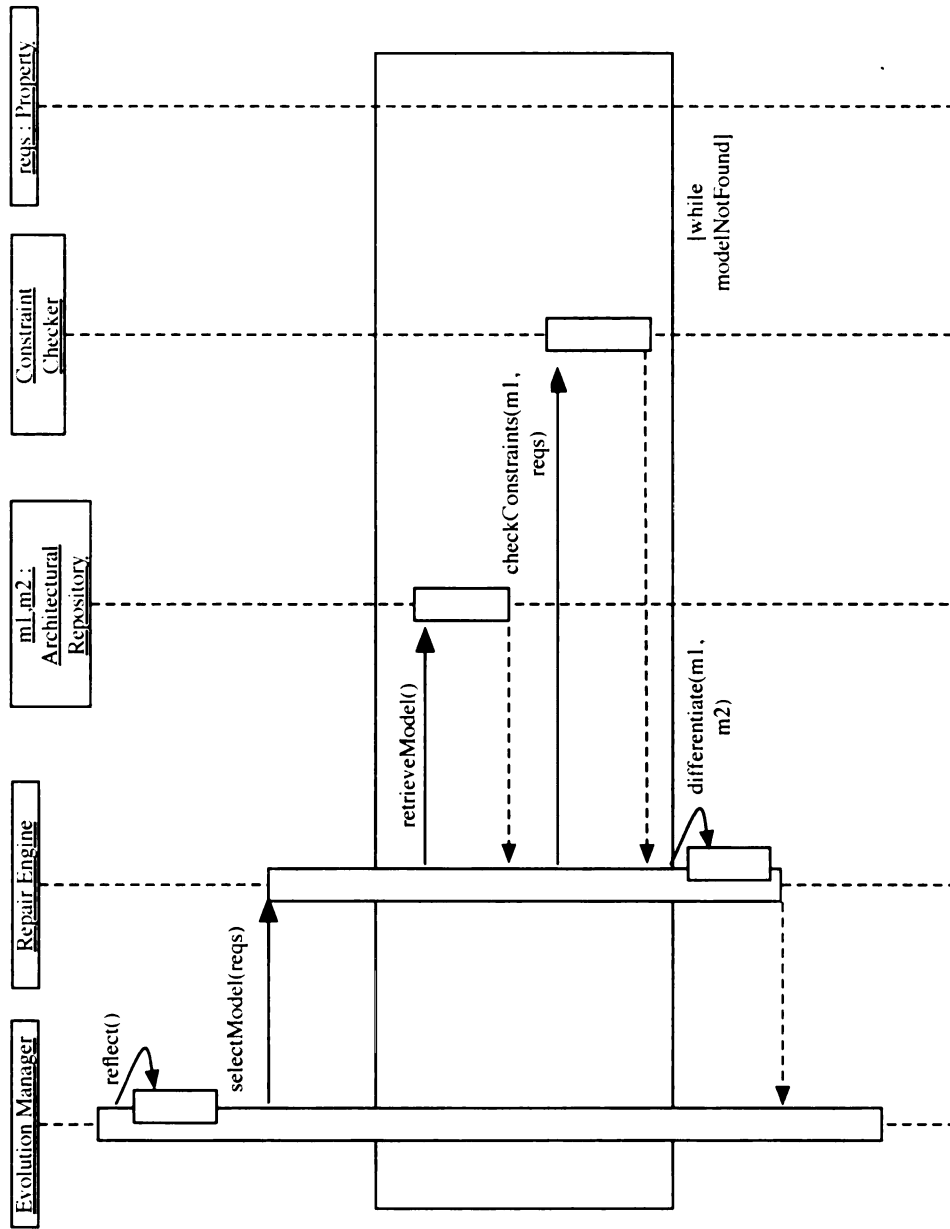 Evolution Manager
Repair Engine
m1,m2 :
Architectural
Repository
Constraint
Checker
reqs : Property
reflect()
selectModel(reqs)
retrieveModel()
checkConstraints(m1,
reqs)
differentiate(m1,
m2)
[while
modelNotFound]